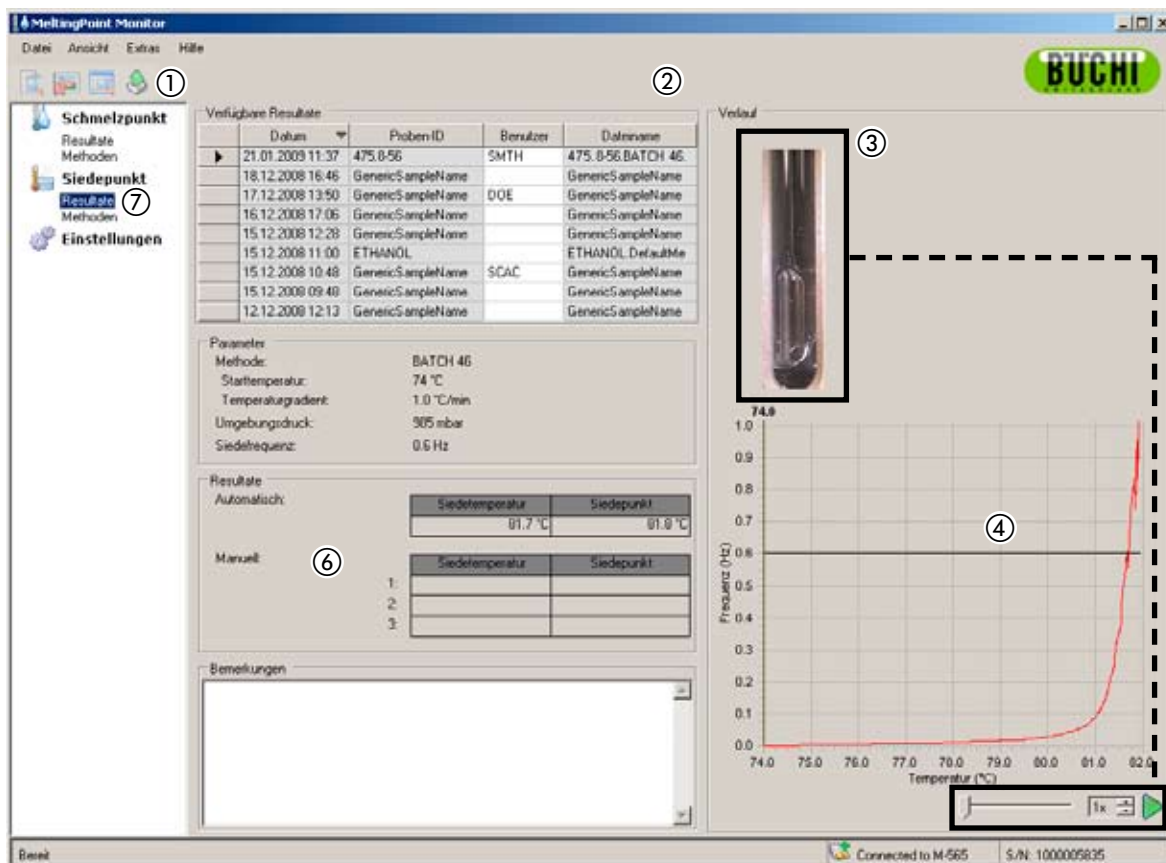 MeltingPoint Monitor
Datei Ansicht Extras Hilfe
①
②
BÜCHI
Schmelzpunkt
Resultate
Methoden
Siedepunkt
Resultate ⑦
Methoden
Einstellungen
Verfügbare Resultate
Datum Proben-ID Benutzer Dateiname
21.01.2009 11:37 475.8-56 SMTH 475.8-56.BATCH 46.
18.12.2008 16:46 GenericSampleName GenericSampleName
17.12.2008 13:50 GenericSampleName DOE GenericSampleName
16.12.2008 17:06 GenericSampleName GenericSampleName
15.12.2008 12:28 GenericSampleName GenericSampleName
15.12.2008 11:00 ETHANOL ETHANOL.DefaultMe
15.12.2008 10:48 GenericSampleName SCAC GenericSampleName
15.12.2008 09:48 GenericSampleName GenericSampleName
12.12.2008 12:13 GenericSampleName GenericSampleName
Parameter
Methode: BATCH 46
Starttemperatur: 74 °C
Temperaturgradient: 1.0 °C/min
Umgebungsdruck: 985 mbar
Siedefrequenz: 0.6 Hz
Resultate
Automatisch:
Siedetemperatur Siedepunkt
81.7 °C 81.8 °C
Manuell: ⑥
Siedetemperatur Siedepunkt
1:
2:
3:
Bemerkungen
Verlauf
③
74.0
1.0
0.9
0.8
0.7
④
0.6
0.5
0.4
0.3
0.2
0.1
0.0
Frequenz (Hz)
74.0 75.0 76.0 77.0 78.0 79.0 80.0 81.0 82.0
Temperatur (°C)
1x
Bereit
Connected to M-565 S/N: 1000005835